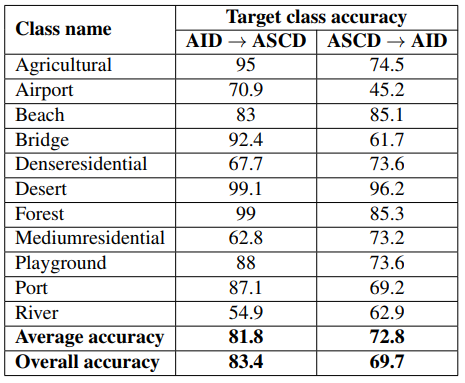 Class name Target class accuracy
AID → ASCD ASCD → AID
Agricultural 95 74.5
Airport 70.9 45.2
Beach 83 85.1
Bridge 92.4 61.7
Denseresidential 67.7 73.6
Desert 99.1 96.2
Forest 99 85.3
Mediumresidential 62.8 73.2
Playground 88 73.6
Port 87.1 69.2
River 54.9 62.9
Average accuracy 81.8 72.8
Overall accuracy 83.4 69.7